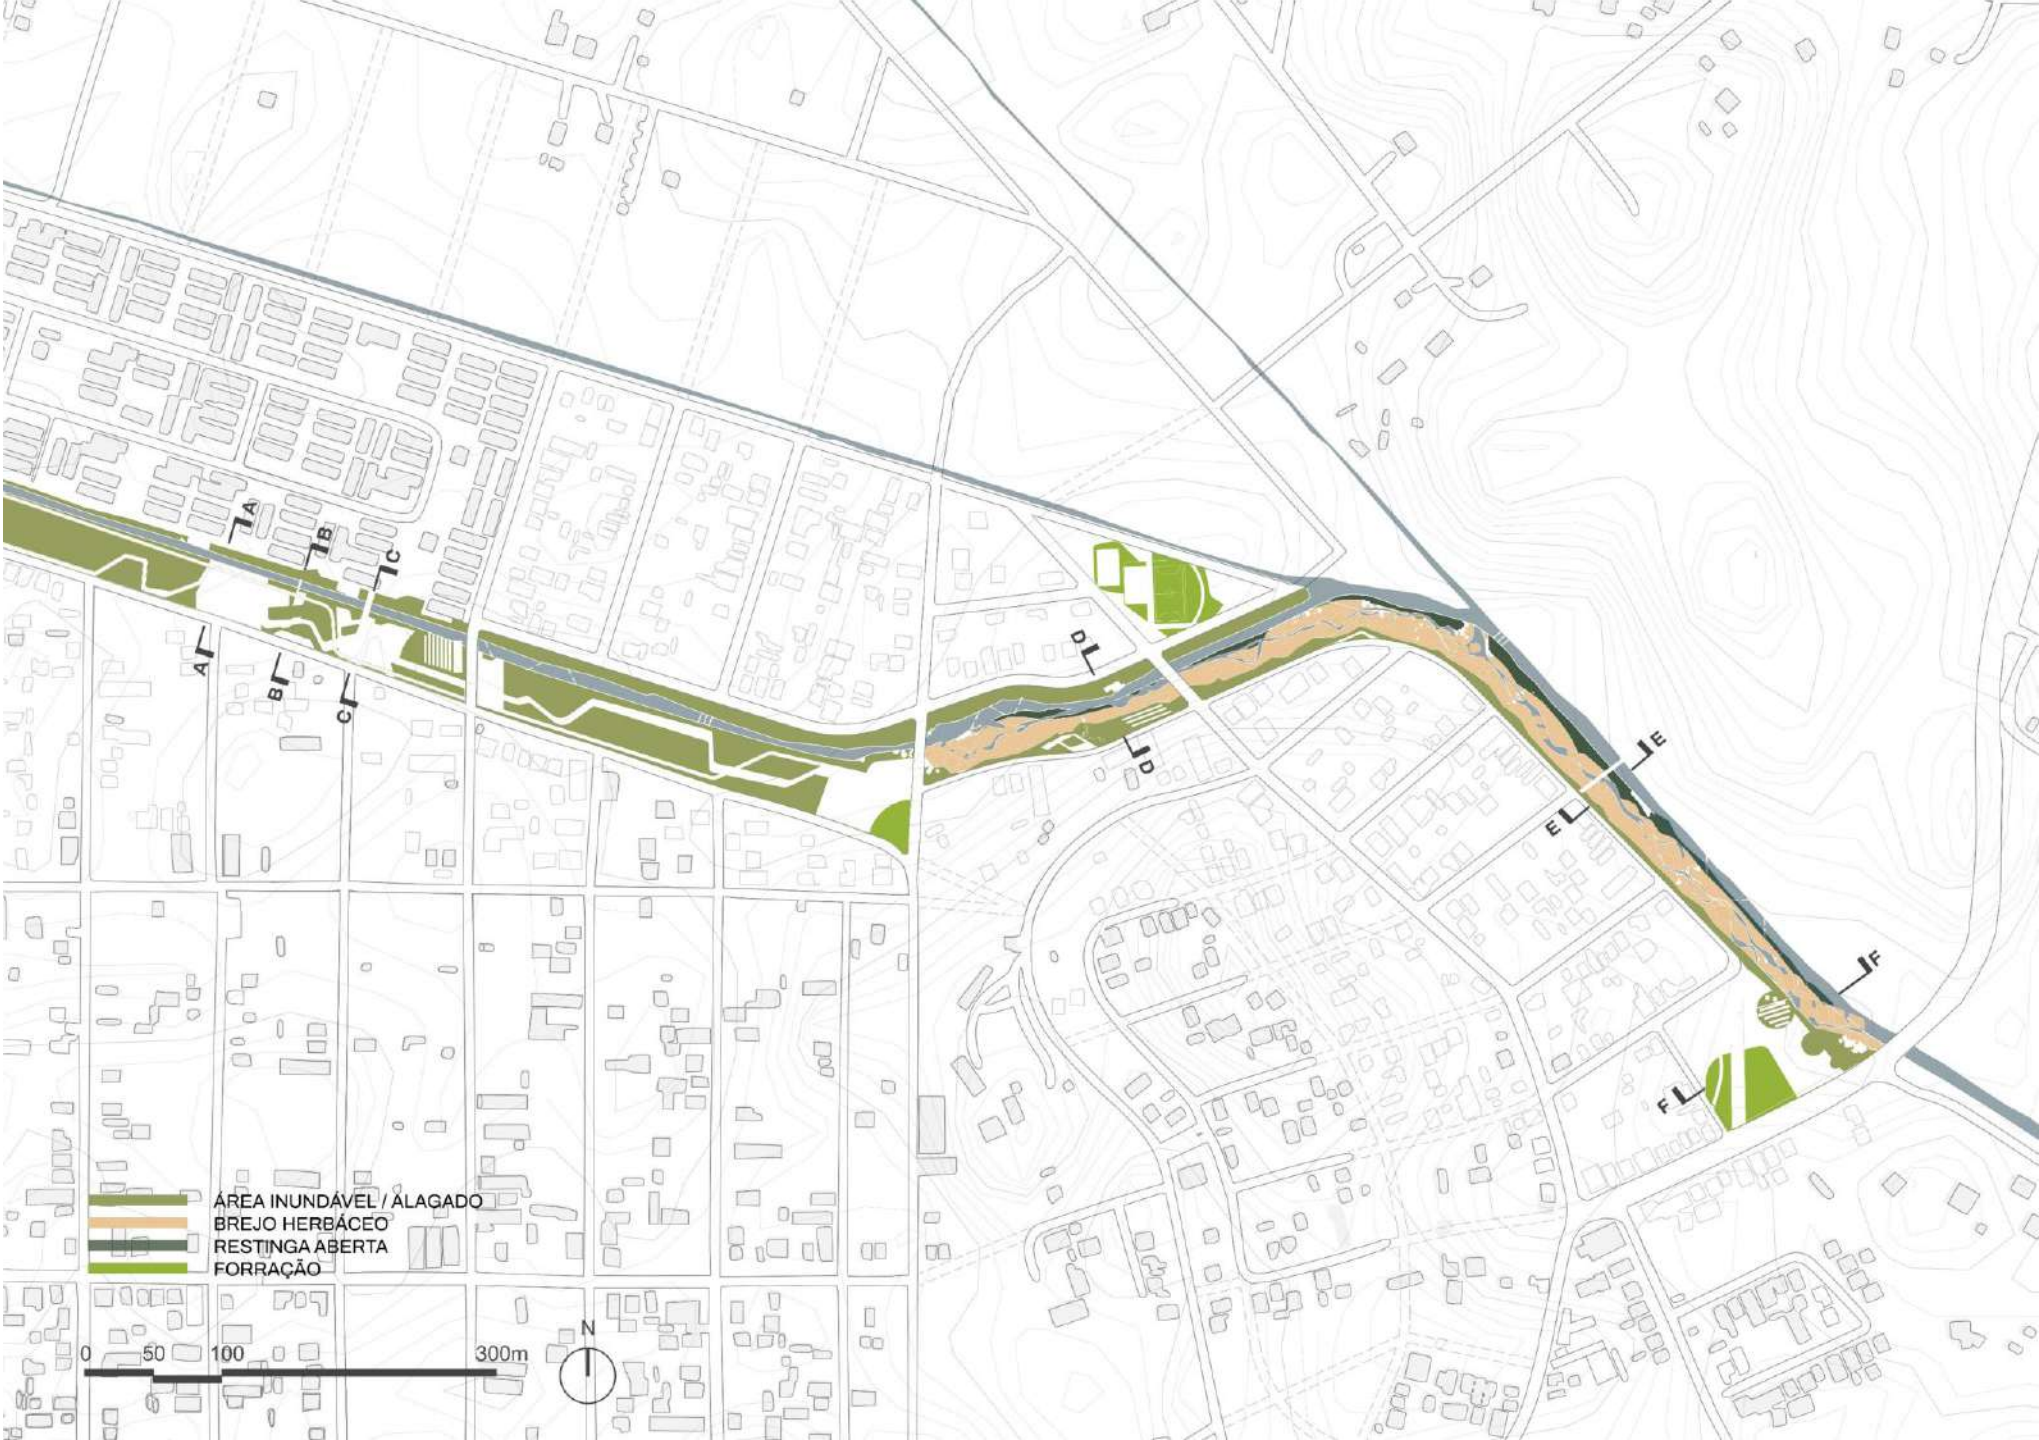 A
B
C
A
B
C
D
D
E
E
F
F
ÁREA INUNDÁVEL / ALAGADO
BREJO HERBÁCEO
RESTINGA ABERTA
FORRAÇÃO
0 50 100 300m
N